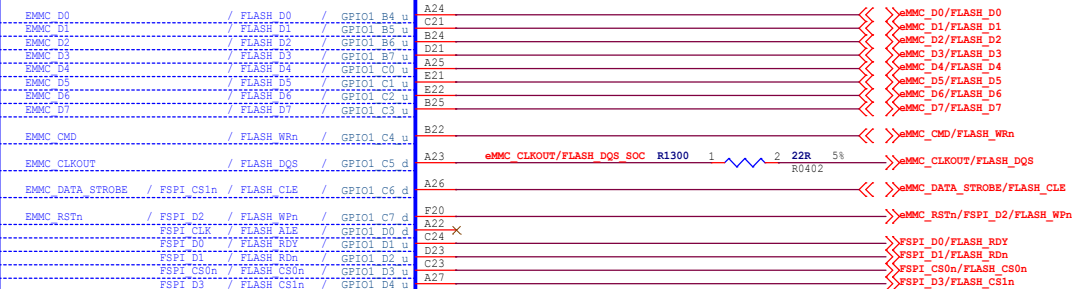 EMMC_D0 / FLASH_D0 / GPIO1_B4_u A24 eMMC_D0/FLASH_D0
EMMC_D1 / FLASH_D1 / GPIO1_B5_u C21 eMMC_D1/FLASH_D1
EMMC_D2 / FLASH_D2 / GPIO1_B6_u B24 eMMC_D2/FLASH_D2
EMMC_D3 / FLASH_D3 / GPIO1_B7_u D21 eMMC_D3/FLASH_D3
EMMC_D4 / FLASH_D4 / GPIO1_C0_u A25 eMMC_D4/FLASH_D4
EMMC_D5 / FLASH_D5 / GPIO1_C1_u E21 eMMC_D5/FLASH_D5
EMMC_D6 / FLASH_D6 / GPIO1_C2_u E22 eMMC_D6/FLASH_D6
EMMC_D7 / FLASH_D7 / GPIO1_C3_u B25 eMMC_D7/FLASH_D7
EMMC_CMD / FLASH_WRn / GPIO1_C4_u B22 eMMC_CMD/FLASH_WRn
EMMC_CLKOUT / FLASH_DQS / GPIO1_C5_d A23 eMMC_CLKOUT/FLASH_DQS_SOC R1300 1 2 22R 5% eMMC_CLKOUT/FLASH_DQS
R0402
EMMC_DATA_STROBE / FSPI_CS1n / FLASH_CLE / GPIO1_C6_d A26 eMMC_DATA_STROBE/FLASH_CLE
EMMC_RSTn / FSPI_D2 / FLASH_WPn / GPIO1_C7_d F20 eMMC_RSTn/FSPI_D2/FLASH_WPn
FSPI_CLK / FLASH_ALE / GPIO1_D0_d A22
FSPI_D0 / FLASH_RDY / GPIO1_D1_u C24 FSPI_D0/FLASH_RDY
FSPI_D1 / FLASH_RDn / GPIO1_D2_u D23 FSPI_D1/FLASH_RDn
FSPI_CS0n / FLASH_CS0n / GPIO1_D3_u C23 FSPI_CS0n/FLASH_CS0n
FSPI_D3 / FLASH_CS1n / GPIO1_D4_u A27 FSPI_D3/FLASH_CS1n